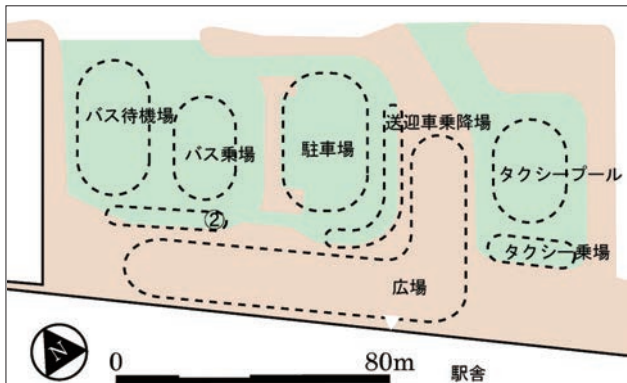 バス待機場
バス乗場
駐車場
送迎車乗降場
タクシープール
②
タクシー乗場
広場
N
0
80m
駅舎